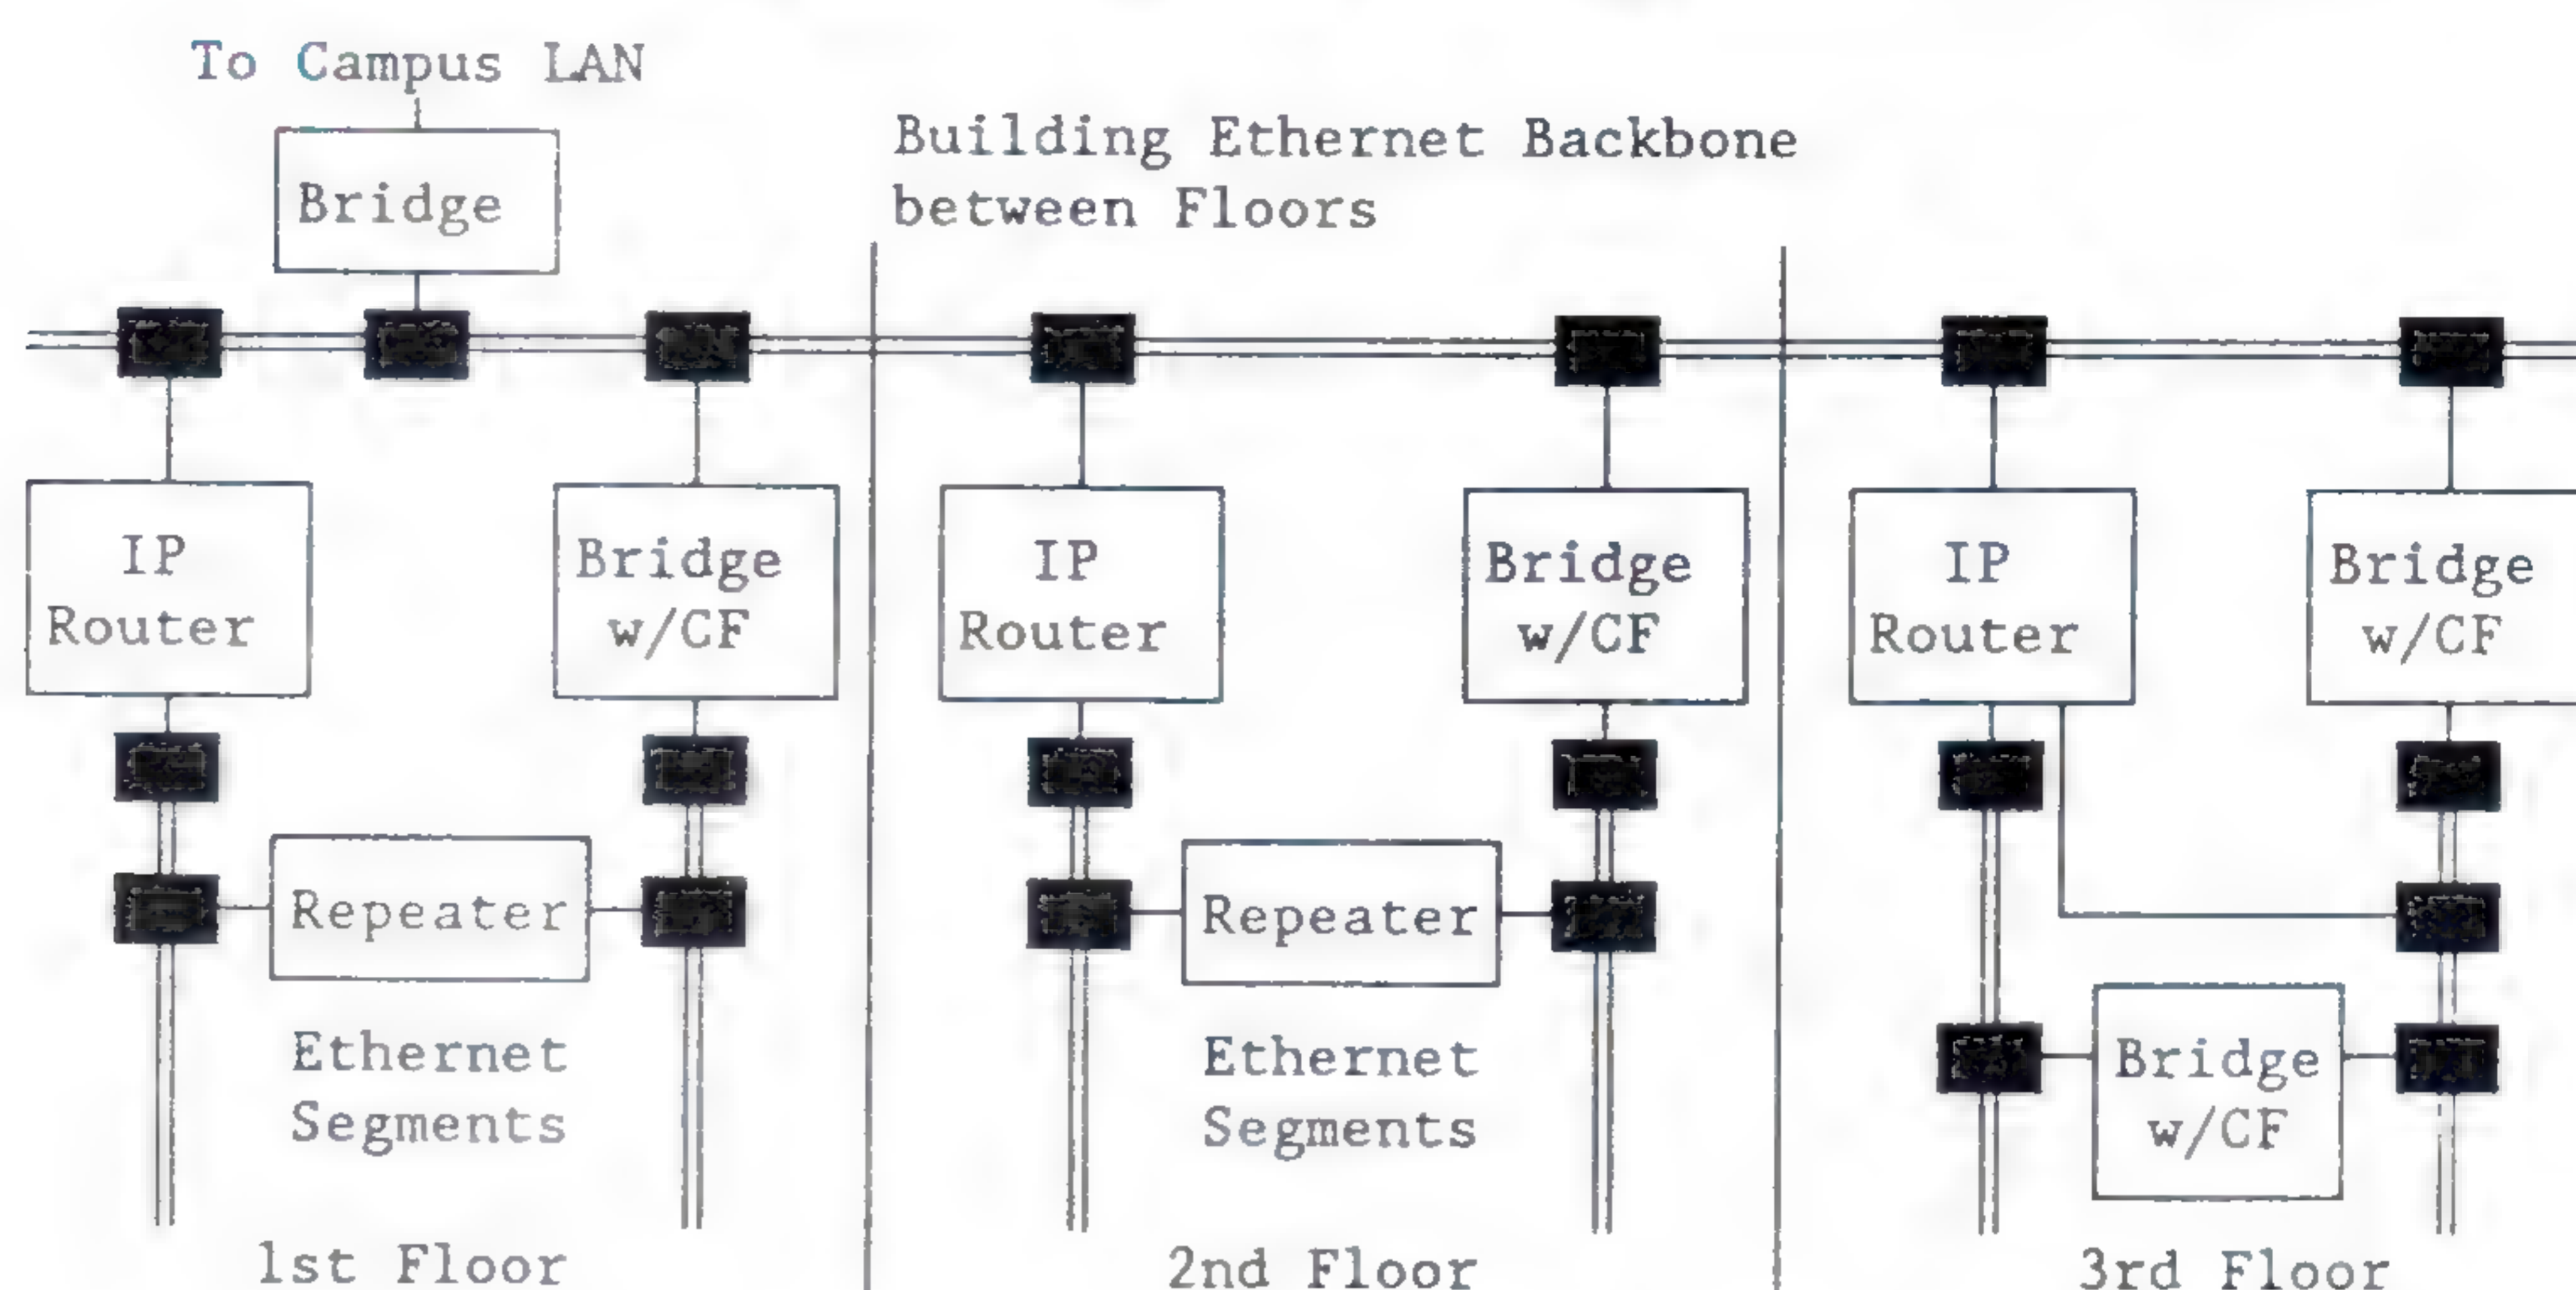 To Campus LAN
Bridge
Building Ethernet Backbone
between Floors
IP
Router
Bridge
w/CF
IP
Router
Bridge
w/CF
IP
Router
Bridge
w/CF
Repeater
Repeater
Bridge
w/CF
Ethernet
Segments
Ethernet
Segments
1st Floor
2nd Floor
3rd Floor